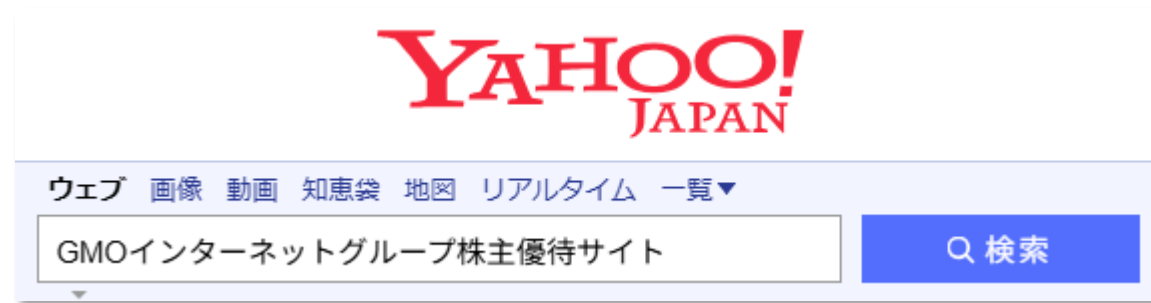 YAHOO!
JAPAN
ウェブ 画像 動画 知恵袋 地図 リアルタイム 一覧▼
GMOインターネットグループ株主優待サイト 検索